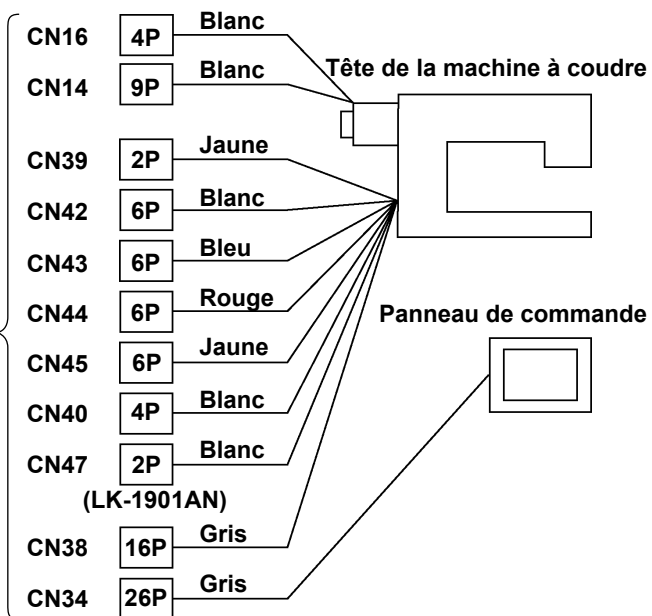 CN16 4P Blanc
CN14 9P Blanc
Tête de la machine à coudre
CN39 2P Jaune
CN42 6P Blanc
CN43 6P Bleu
CN44 6P Rouge
Panneau de commande
CN45 6P Jaune
CN40 4P Blanc
CN47 2P Blanc
(LK-1901AN)
CN38 16P Gris
CN34 26P Gris